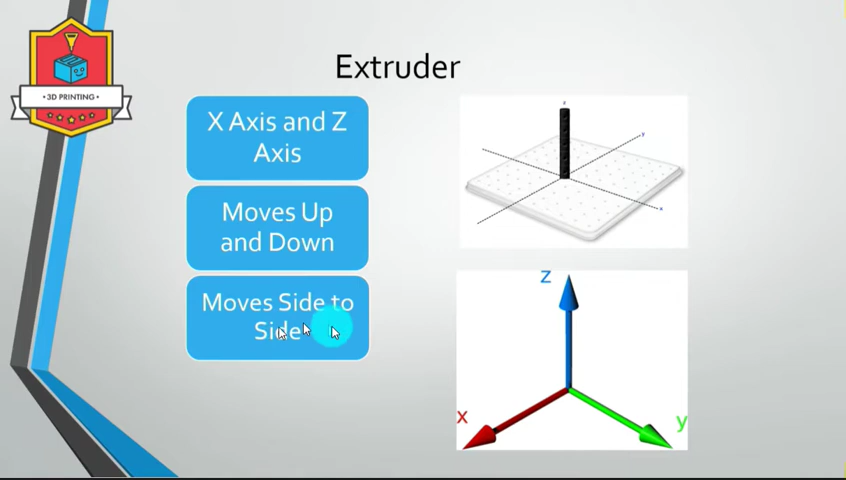 Extruder
• 3D PRINTING •
X Axis and Z
Axis
Moves Up
and Down
Moves Side to
Side
z
y
x
z
x
y